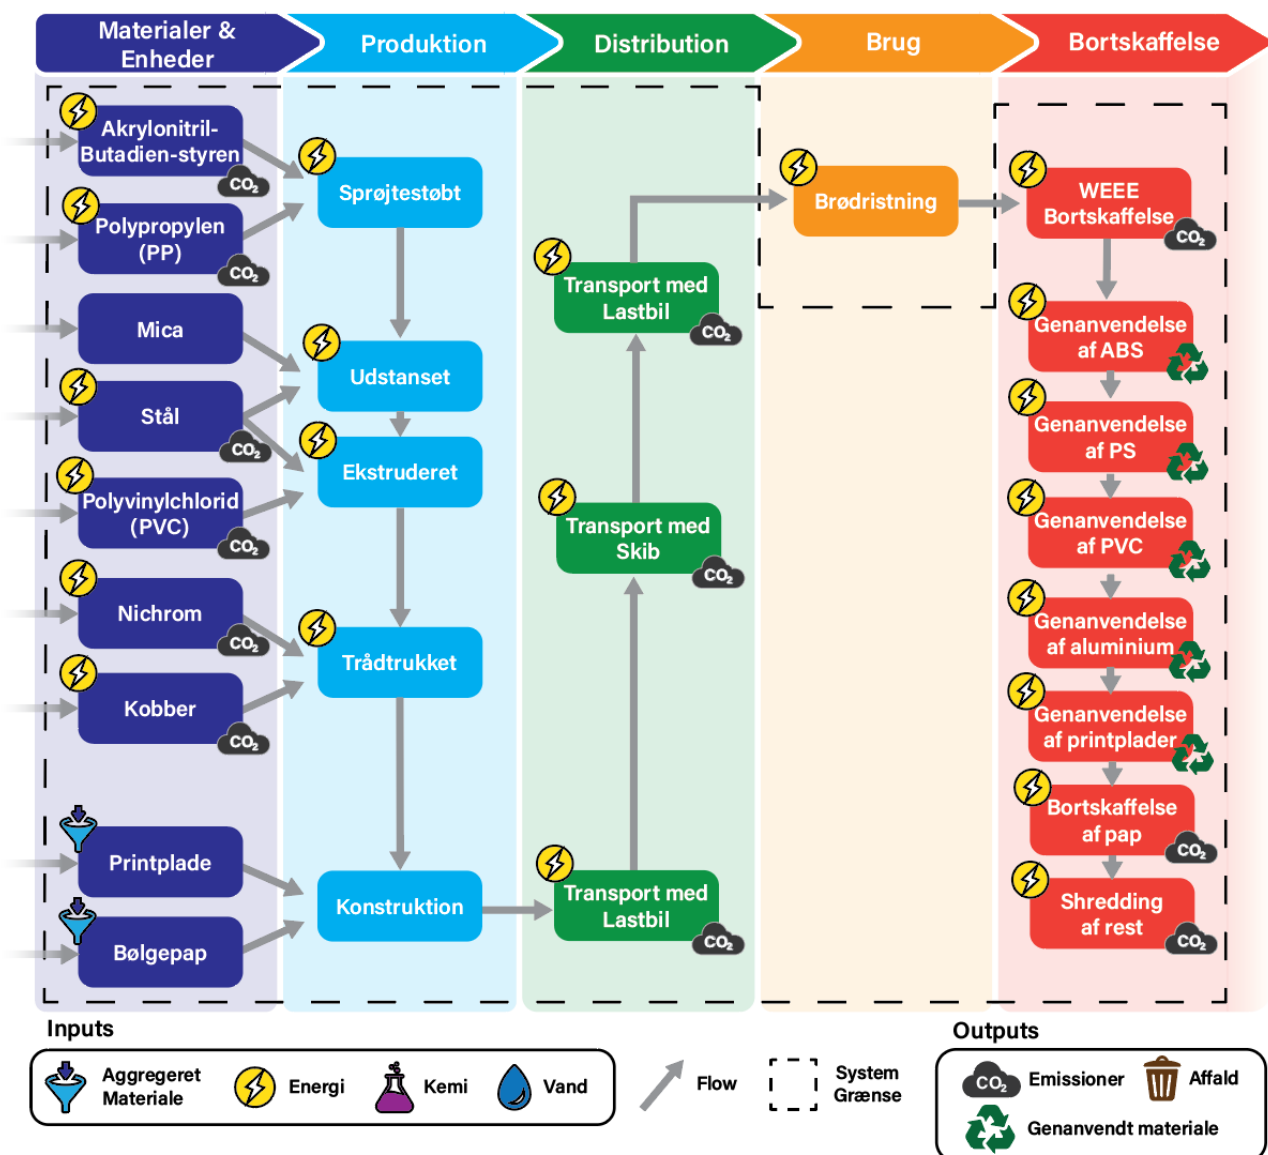 Materialer &
Enheder
Produktion
Distribution
Brug
Bortskaffelse
Akrylonitril-
Butadien-styren
CO₂
Polypropylen
(PP)
CO₂
Mica
Stål
CO₂
Polyvinylchlorid
(PVC)
CO₂
Nichrom
CO₂
Kobber
CO₂
Printplade
Bølgepap
Sprøjtestøbt
Udstanset
Ekstruderet
Trådtrukket
Konstruktion
Transport med
Lastbil
CO₂
Transport med
Skib
CO₂
Transport med
Lastbil
CO₂
Brødristning
WEEE
Bortskaffelse
CO₂
Genanvendelse
af ABS
Genanvendelse
af PS
Genanvendelse
af PVC
Genanvendelse
af aluminium
Genanvendelse
af printplader
Bortskaffelse
af pap
CO₂
Shredding
af rest
CO₂
Inputs
Aggregeret
Materiale
Energi
Kemi
Vand
Flow
System
Grænse
Outputs
CO₂
Emissioner
Affald
Genanvendt materiale